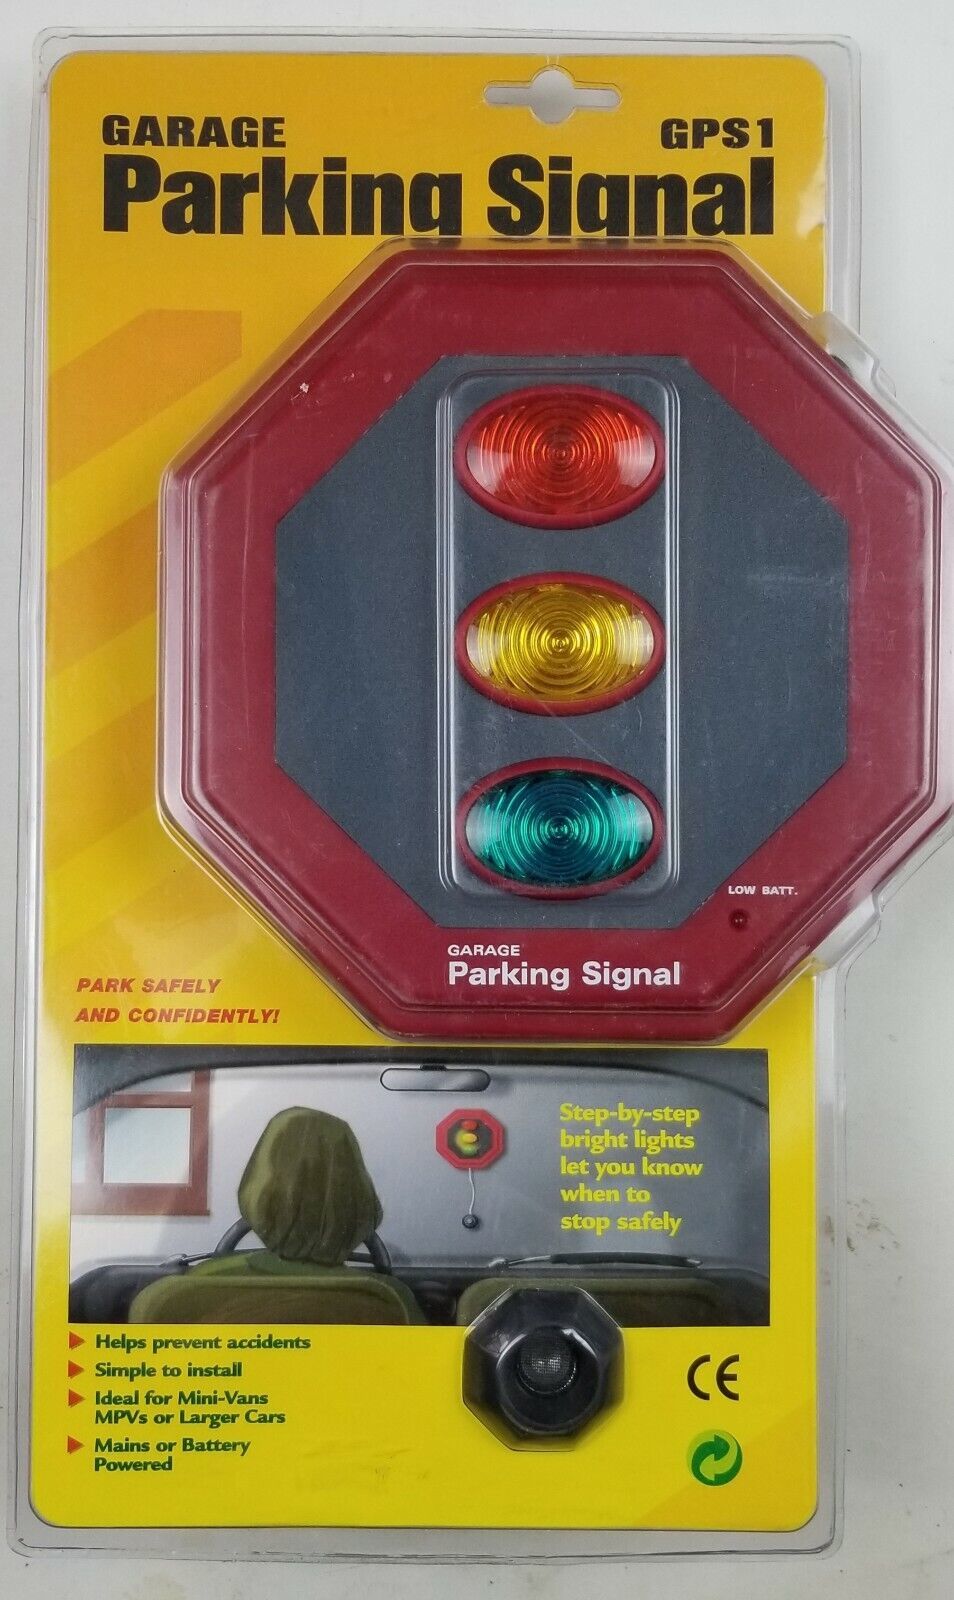 GARAGE GPS1
Parking Signal
LOW BATT.
GARAGE
Parking Signal
PARK SAFELY
AND CONFIDENTLY!
Step-by-step
bright lights
let you know
when to
stop safely
Helps prevent accidents
Simple to install
Ideal for Mini-Vans
MPVs or Larger Cars
Mains or Battery
Powered
CE